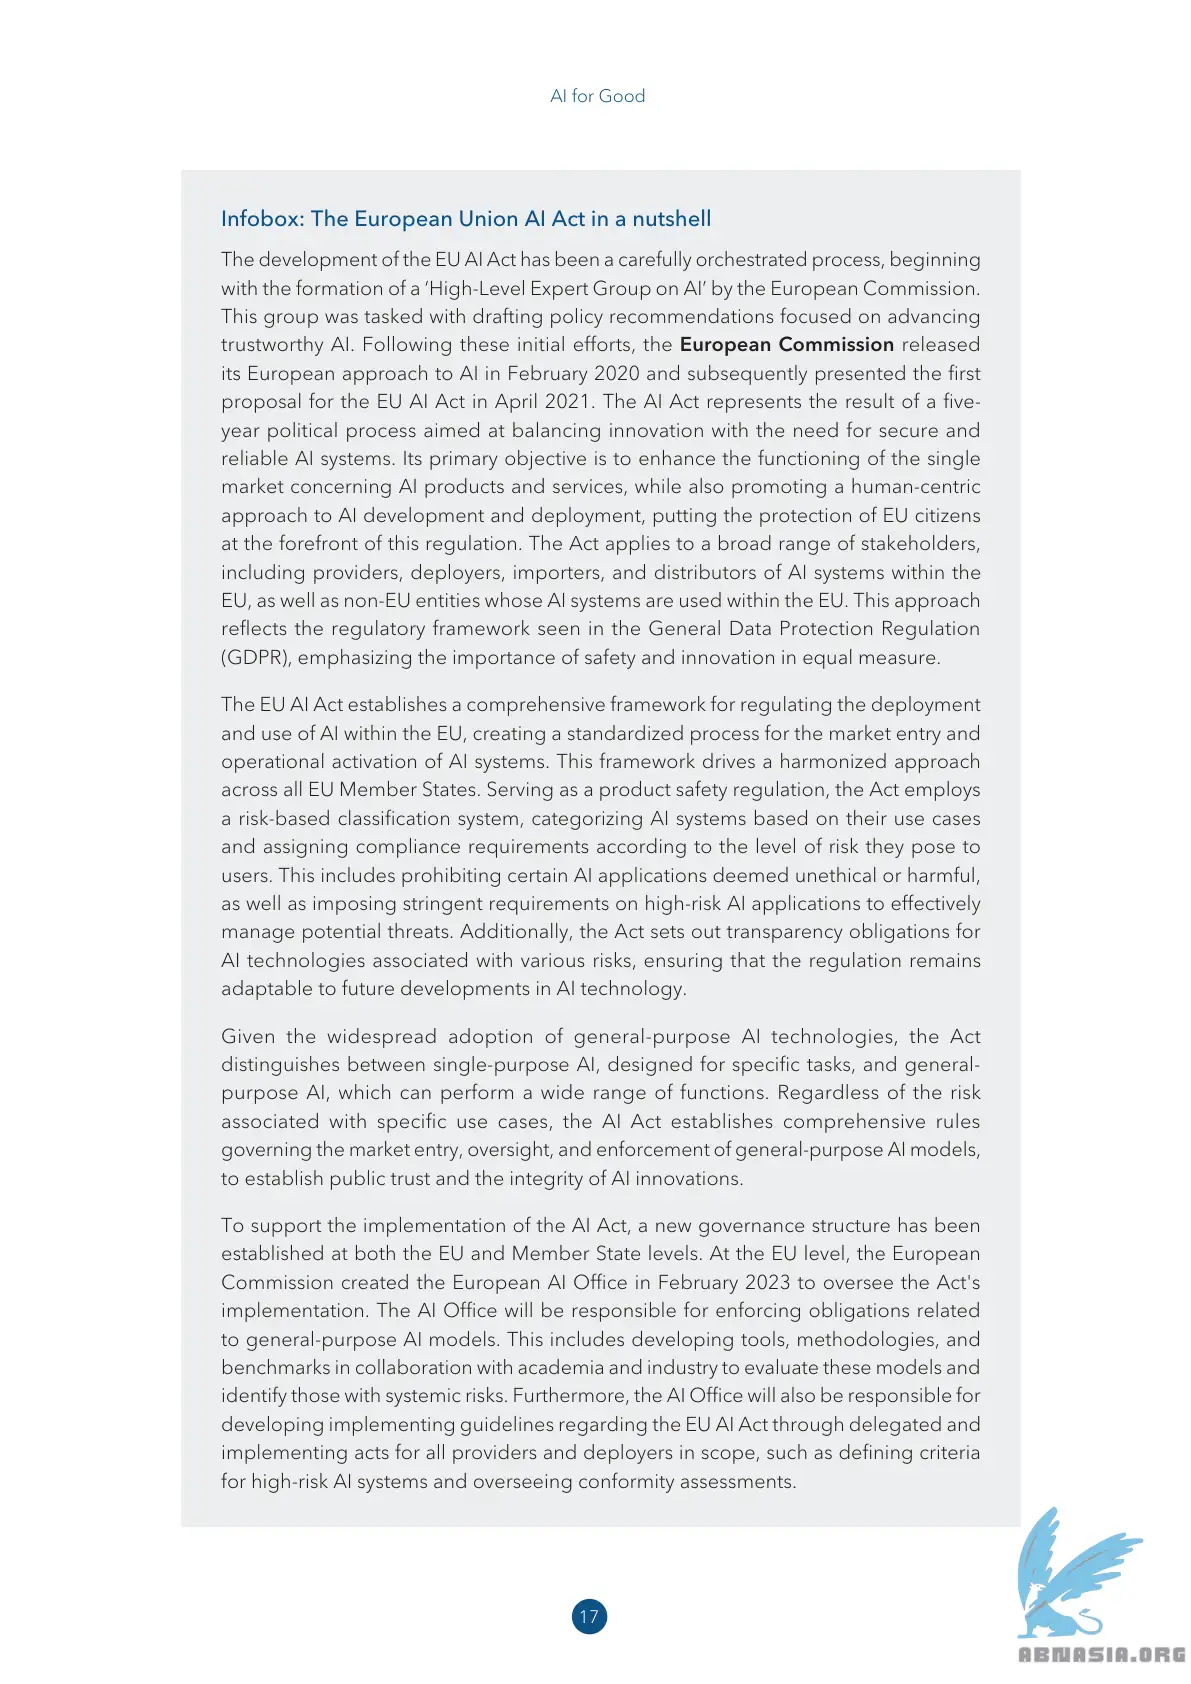 AI for Good
Infobox: The European Union AI Act in a nutshell
The development of the EU AI Act has been a carefully orchestrated process, beginning
with the formation of a ‘High-Level Expert Group on AI’ by the European Commission.
This group was tasked with drafting policy recommendations focused on advancing
trustworthy AI. Following these initial efforts, the European Commission released
its European approach to AI in February 2020 and subsequently presented the first
proposal for the EU AI Act in April 2021. The AI Act represents the result of a five-
year political process aimed at balancing innovation with the need for secure and
reliable AI systems. Its primary objective is to enhance the functioning of the single
market concerning AI products and services, while also promoting a human-centric
approach to AI development and deployment, putting the protection of EU citizens
at the forefront of this regulation. The Act applies to a broad range of stakeholders,
including providers, deployers, importers, and distributors of AI systems within the
EU, as well as non-EU entities whose AI systems are used within the EU. This approach
reflects the regulatory framework seen in the General Data Protection Regulation
(GDPR), emphasizing the importance of safety and innovation in equal measure.
The EU AI Act establishes a comprehensive framework for regulating the deployment
and use of AI within the EU, creating a standardized process for the market entry and
operational activation of AI systems. This framework drives a harmonized approach
across all EU Member States. Serving as a product safety regulation, the Act employs
a risk-based classification system, categorizing AI systems based on their use cases
and assigning compliance requirements according to the level of risk they pose to
users. This includes prohibiting certain AI applications deemed unethical or harmful,
as well as imposing stringent requirements on high-risk AI applications to effectively
manage potential threats. Additionally, the Act sets out transparency obligations for
AI technologies associated with various risks, ensuring that the regulation remains
adaptable to future developments in AI technology.
Given the widespread adoption of general-purpose AI technologies, the Act
distinguishes between single-purpose AI, designed for specific tasks, and general-
purpose AI, which can perform a wide range of functions. Regardless of the risk
associated with specific use cases, the AI Act establishes comprehensive rules
governing the market entry, oversight, and enforcement of general-purpose AI models,
to establish public trust and the integrity of AI innovations.
To support the implementation of the AI Act, a new governance structure has been
established at both the EU and Member State levels. At the EU level, the European
Commission created the European AI Office in February 2023 to oversee the Act's
implementation. The AI Office will be responsible for enforcing obligations related
to general-purpose AI models. This includes developing tools, methodologies, and
benchmarks in collaboration with academia and industry to evaluate these models and
identify those with systemic risks. Furthermore, the AI Office will also be responsible for
developing implementing guidelines regarding the EU AI Act through delegated and
implementing acts for all providers and deployers in scope, such as defining criteria
for high-risk AI systems and overseeing conformity assessments.
17
ABNASIA.ORG